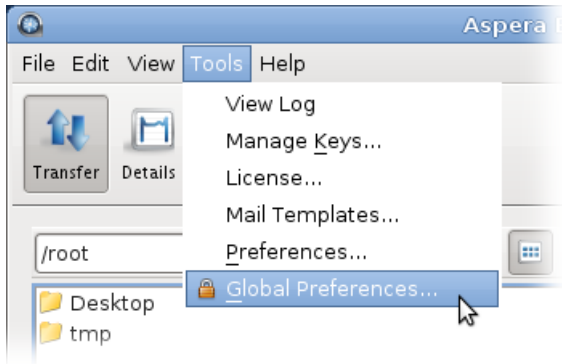 Aspera
File Edit View Tools Help
View Log
Manage Keys...
License...
Mail Templates...
Preferences...
Global Preferences...
Transfer Details
/root
Desktop
tmp